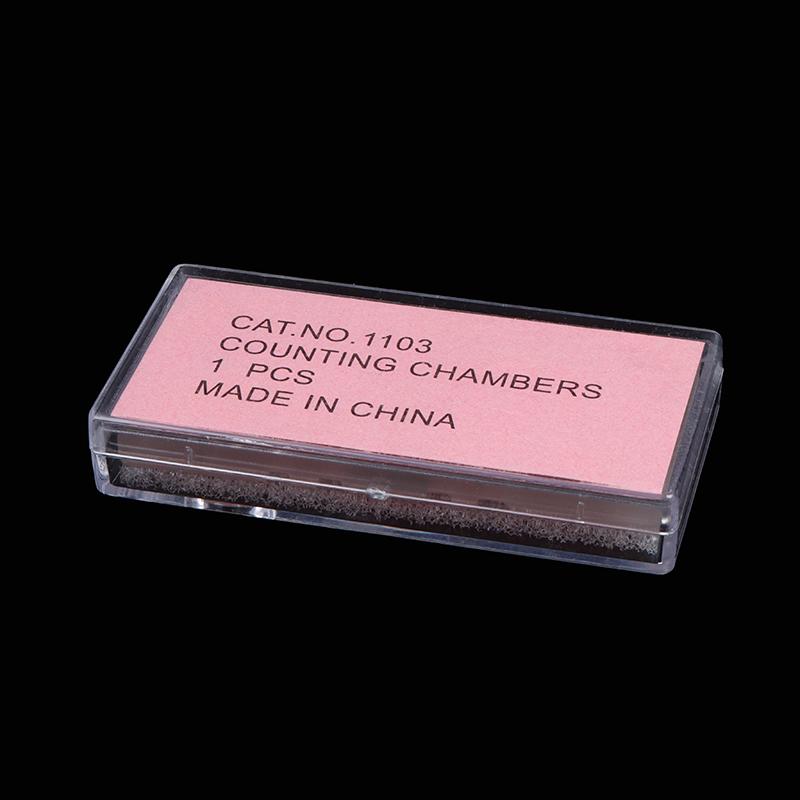 CAT.NO.1103
COUNTING CHAMBERS
1 PCS
MADE IN CHINA